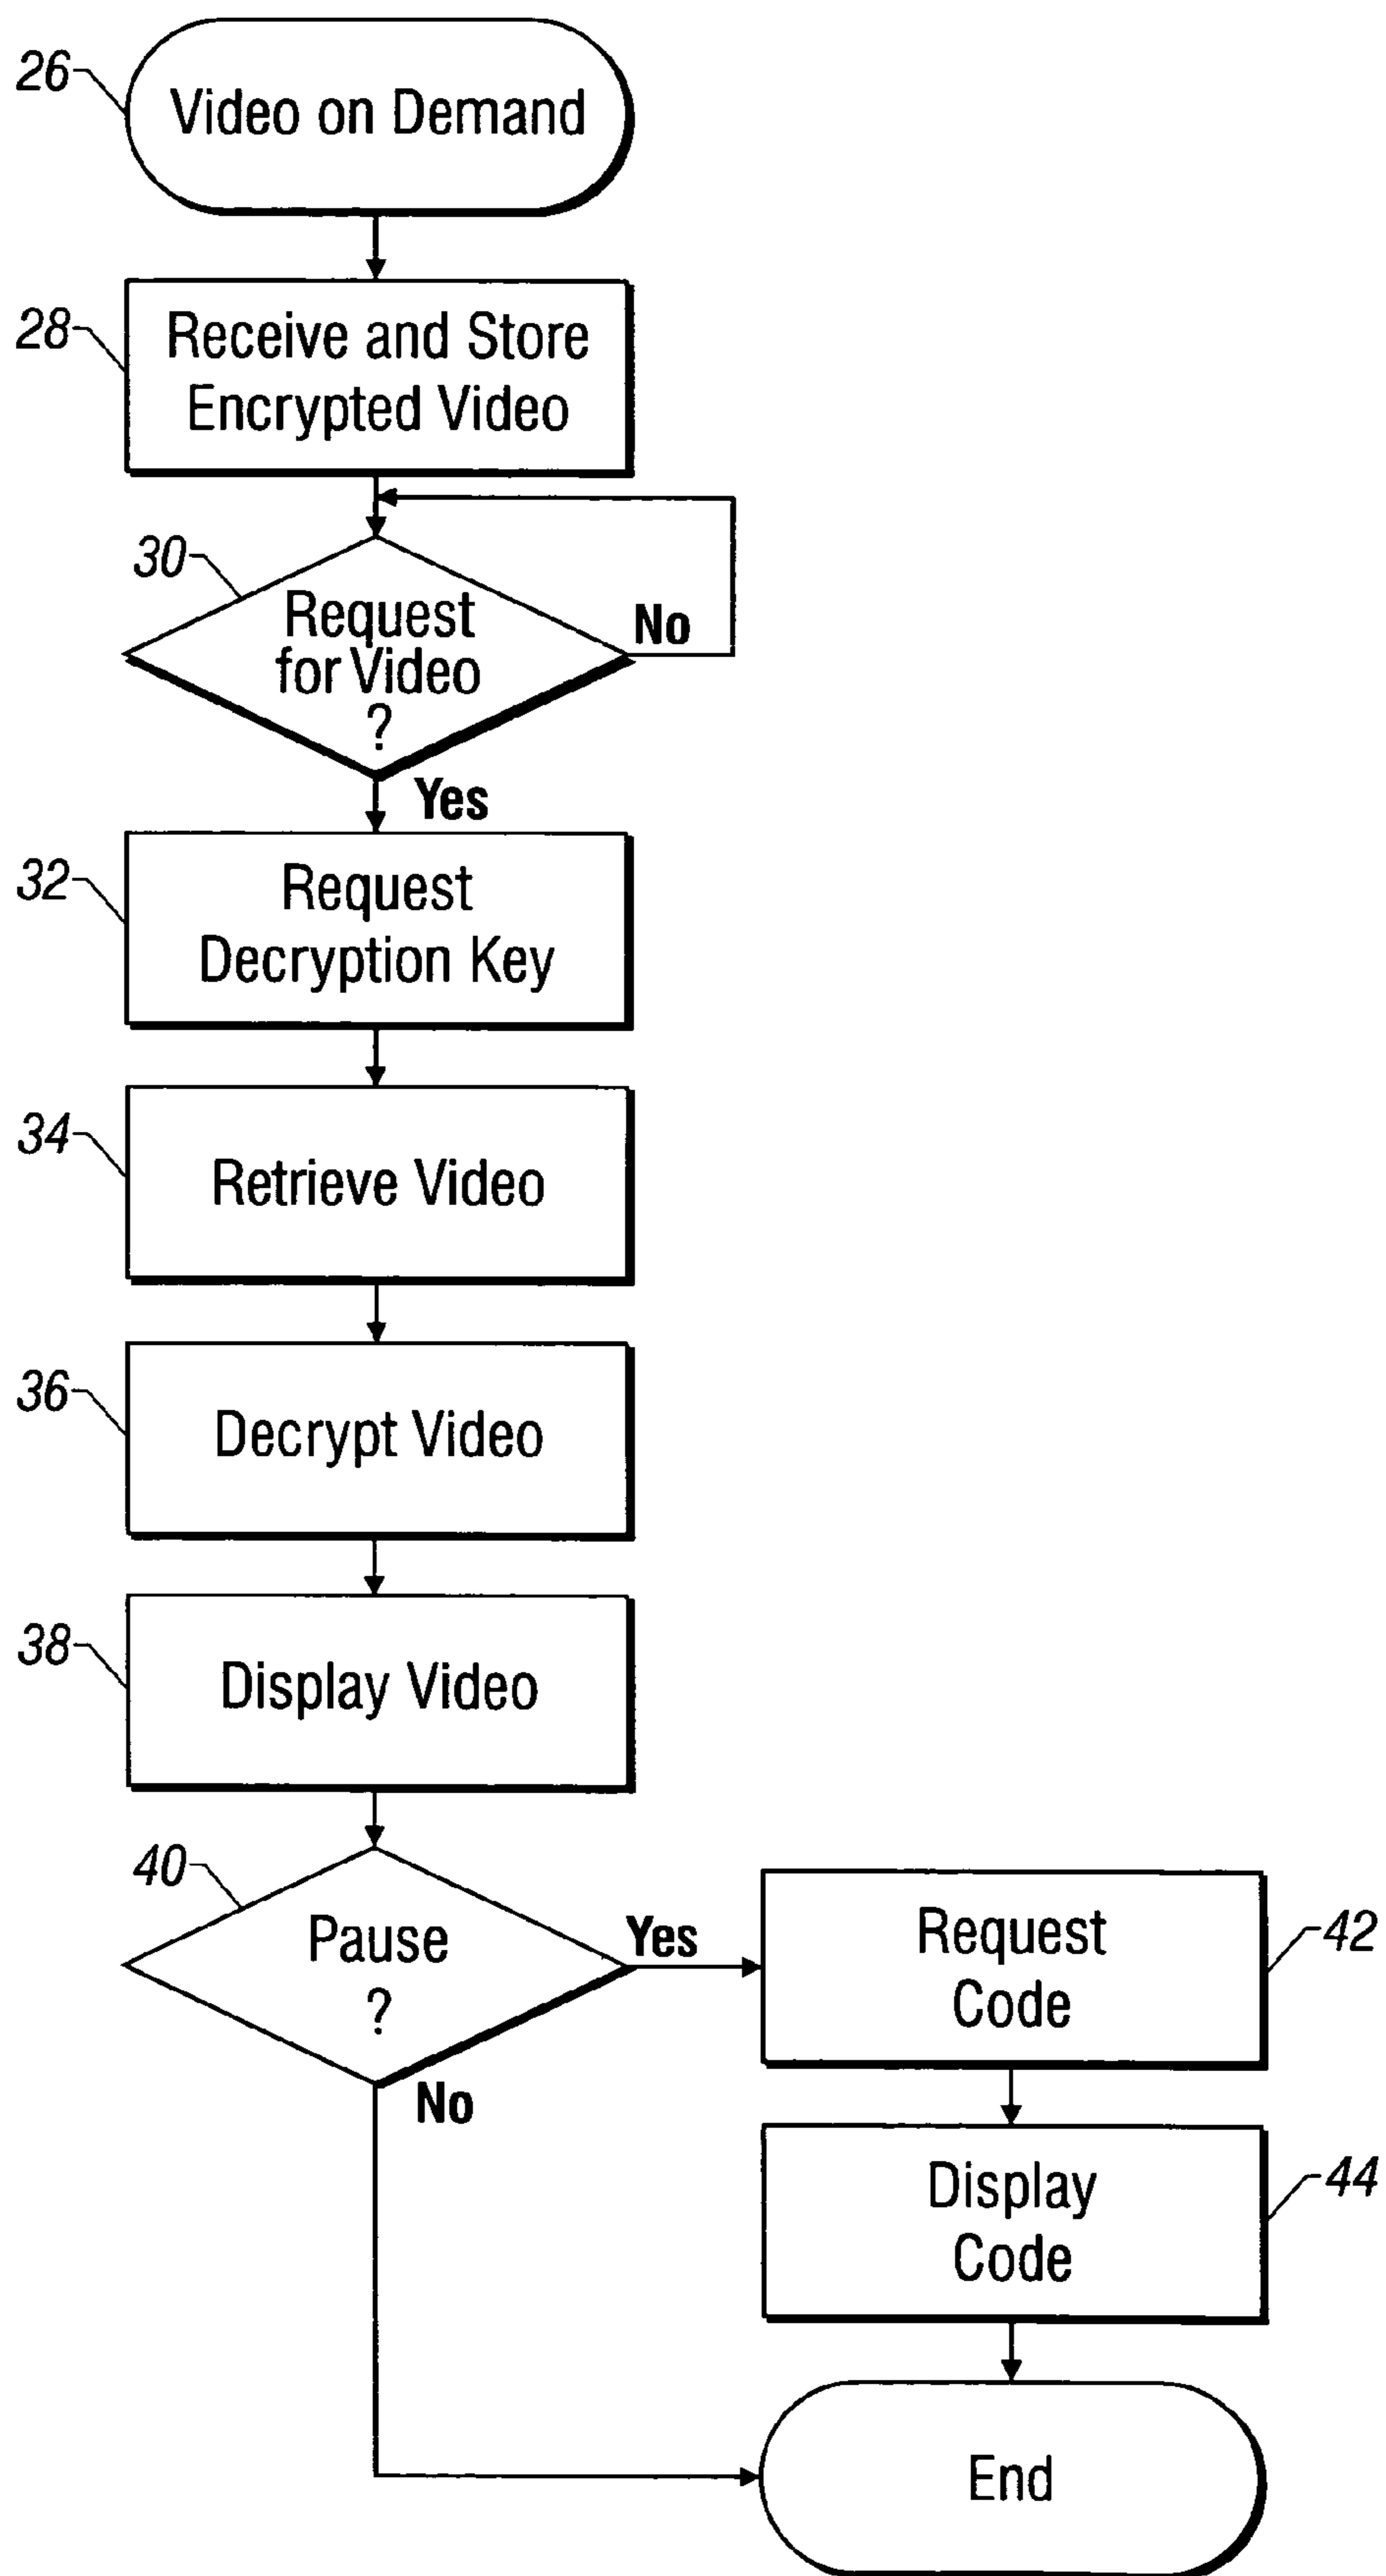 26
Video on Demand
28
Receive and Store
Encrypted Video
30
Request
for Video
?
No
Yes
32
Request
Decryption Key
34
Retrieve Video
36
Decrypt Video
38
Display Video
40
Pause
?
Yes
No
Request
Code
42
Display
Code
44
End